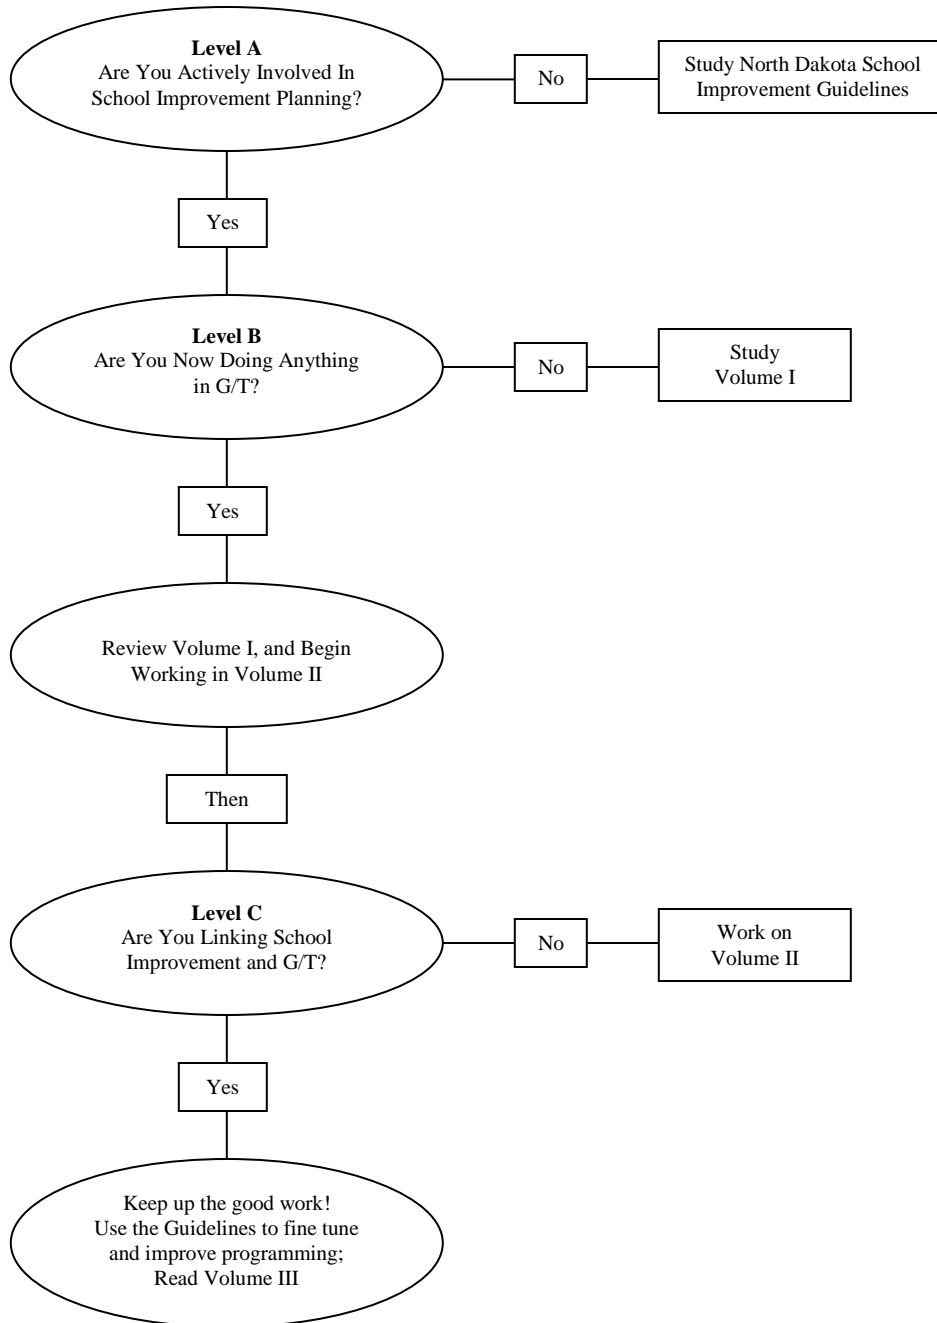 Level A
Are You Actively Involved In
School Improvement Planning?
No
Study North Dakota School
Improvement Guidelines
Yes
Level B
Are You Now Doing Anything
in G/T?
No
Study
Volume I
Yes
Review Volume I, and Begin
Working in Volume II
Then
Level C
Are You Linking School
Improvement and G/T?
No
Work on
Volume II
Yes
Keep up the good work!
Use the Guidelines to fine tune
and improve programming;
Read Volume III